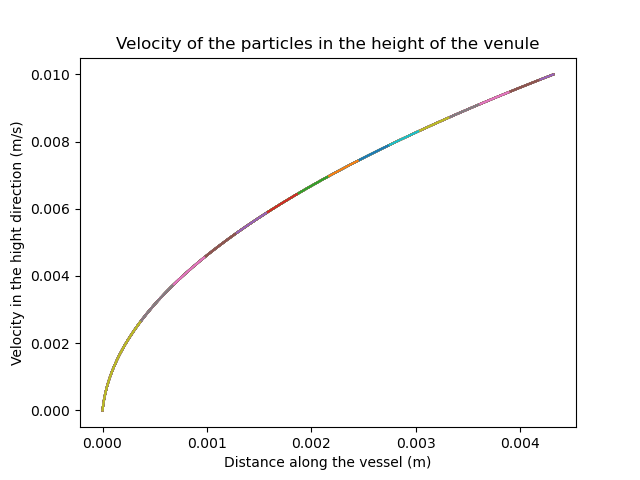 Velocity of the particles in the height of the venule
Velocity in the hight direction (m/s)
0.010
0.008
0.006
0.004
0.002
0.000
0.000 0.001 0.002 0.003 0.004
Distance along the vessel (m)